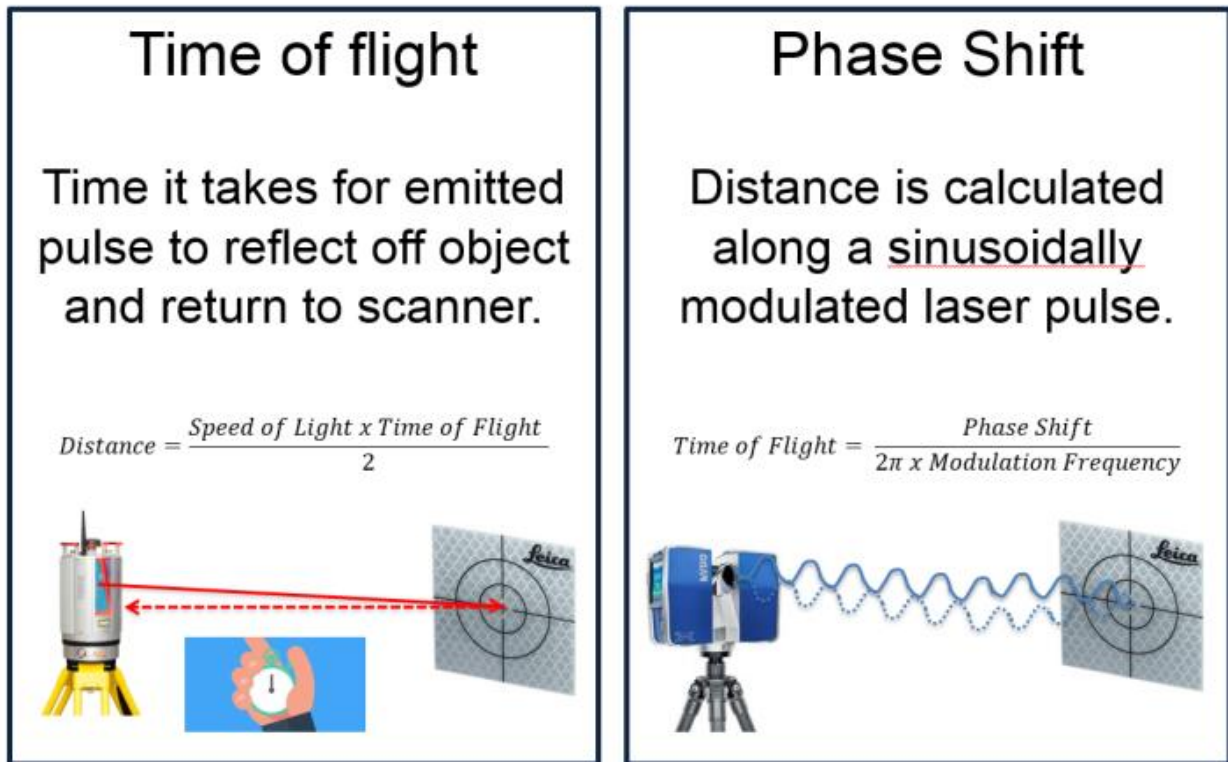 Time of flight
Time it takes for emitted
pulse to reflect off object
and return to scanner.
Distance = Speed of Light x Time of Flight / 2
Leica
Phase Shift
Distance is calculated
along a sinusoidally
modulated laser pulse.
Time of Flight = Phase Shift / 2π x Modulation Frequency
Leica